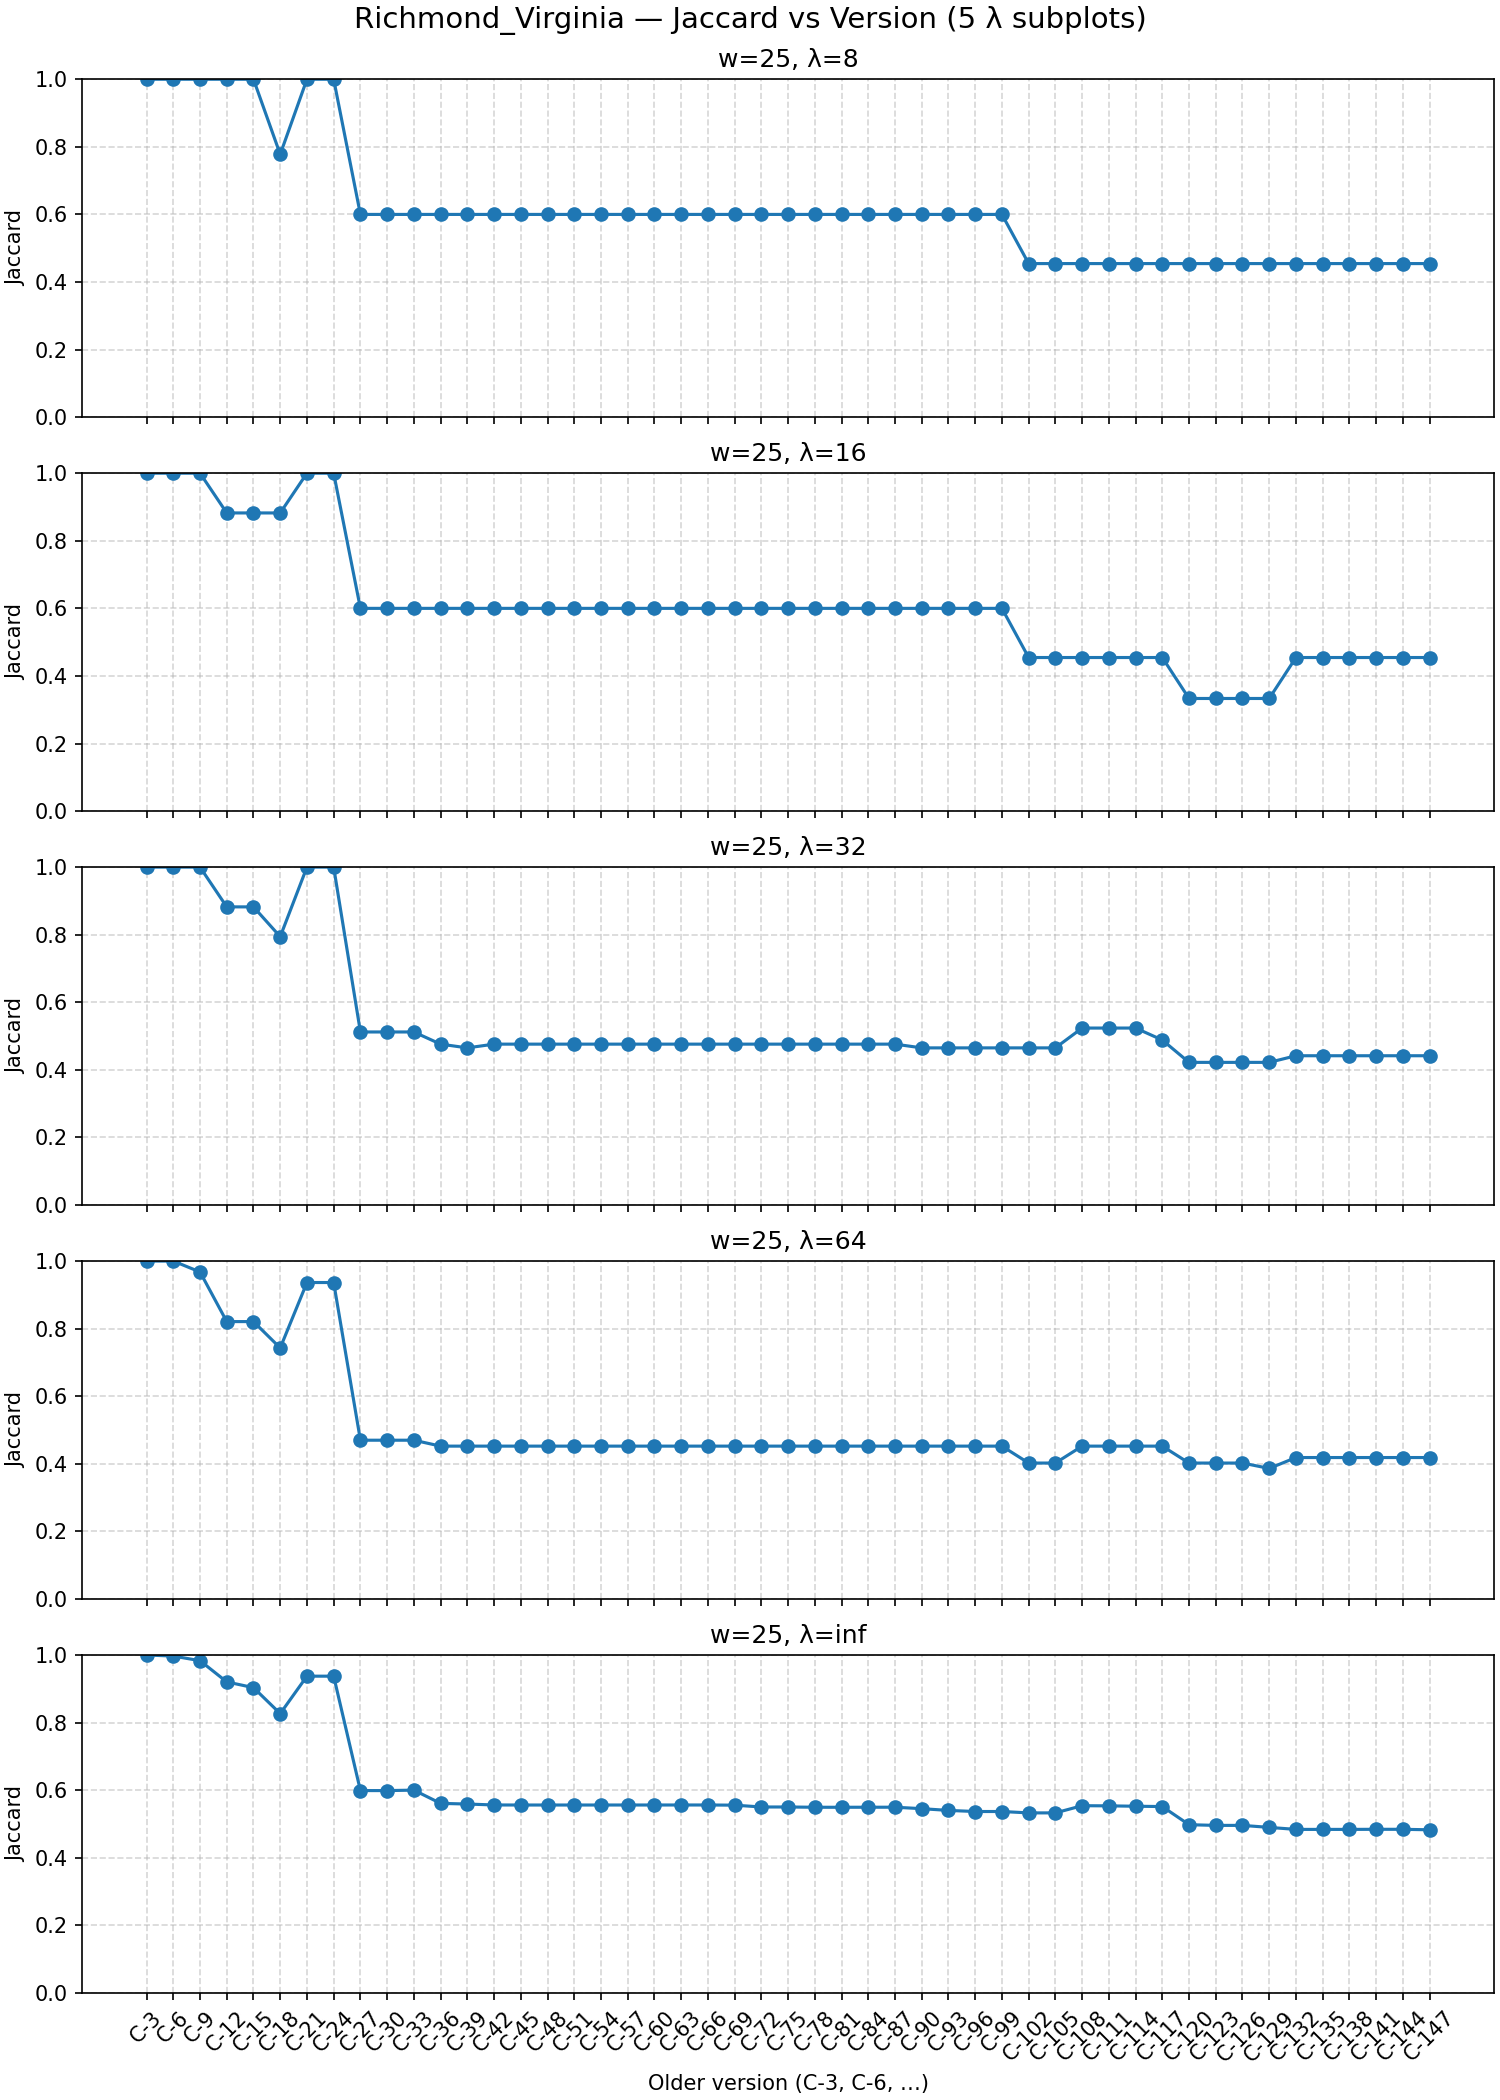 Richmond_Virginia — Jaccard vs Version (5 λ subplots)
w=25, λ=8
1.0
0.8
0.6
0.4
0.2
0.0
Jaccard
w=25, λ=16
1.0
0.8
0.6
0.4
0.2
0.0
Jaccard
w=25, λ=32
1.0
0.8
0.6
0.4
0.2
0.0
Jaccard
w=25, λ=64
1.0
0.8
0.6
0.4
0.2
0.0
Jaccard
w=25, λ=inf
1.0
0.8
0.6
0.4
0.2
0.0
Jaccard
C-3 C-6 C-9 C-12 C-15 C-18 C-21 C-24 C-27 C-30 C-33 C-36 C-39 C-42 C-45 C-48 C-51 C-54 C-57 C-60 C-63 C-66 C-69 C-72 C-75 C-78 C-81 C-84 C-87 C-90 C-93 C-96 C-99 C-102 C-105 C-108 C-111 C-114 C-117 C-120 C-123 C-126 C-129 C-132 C-135 C-138 C-141 C-144 C-147
Older version (C-3, C-6, ...)